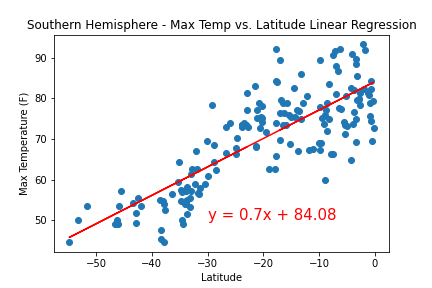 Southern Hemisphere - Max Temp vs. Latitude Linear Regression
Max Temperature (F)
90
80
70
60
50
y = 0.7x + 84.08
−50
−40
−30
−20
−10
0
Latitude